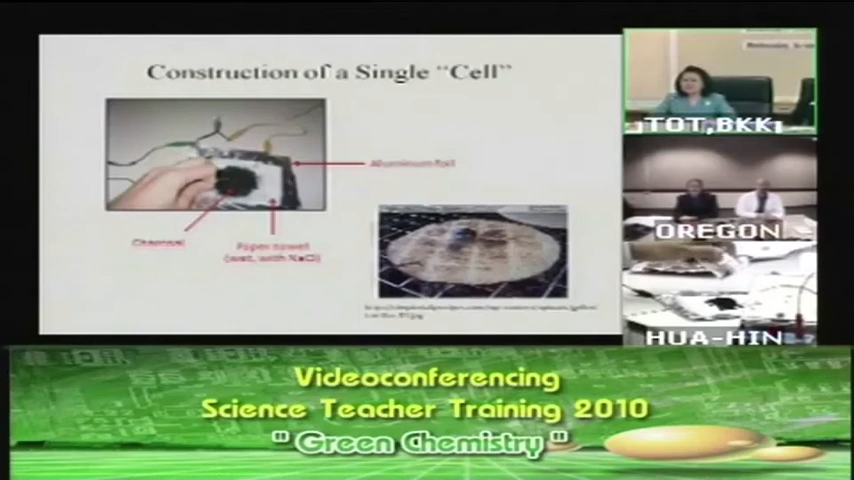 Construction of a Single "Cell"
Aluminum foil
Charcoal
Paper towel
(wet, with NaCl)
TOT,BKK
OREGON
HUA-HIN
Videoconferencing
Science Teacher Training 2010
"Green Chemistry"